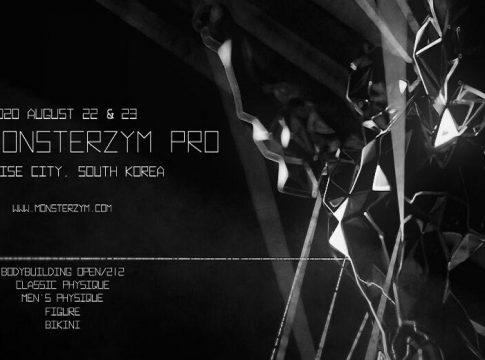 020 AUGUST 22 & 23
ONSTERZYM PRO
ISE CITY, SOUTH KOREA
WWW.MONSTERZYM.COM
BODYBUILDING OPEN/212
CLASSIC PHYSIQUE
MEN'S PHYSIQUE
FIGURE
BIKINI